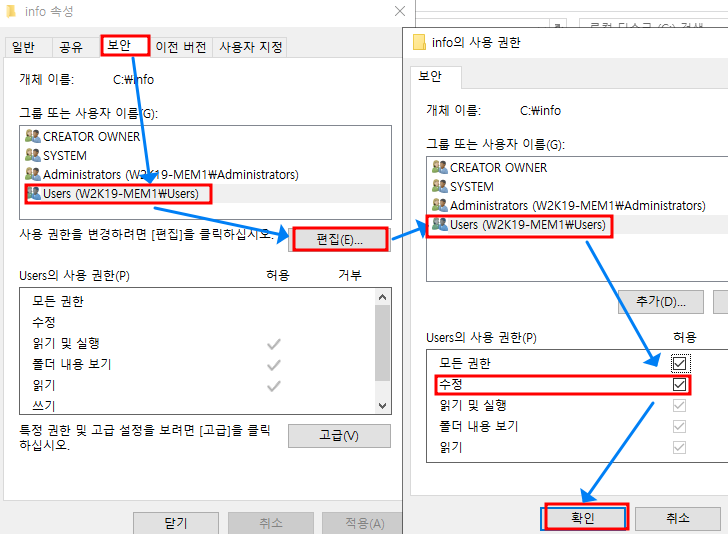 info 속성
일반 공유 보안 이전 버전 사용자 지정
개체 이름: C:₩info
그룹 또는 사용자 이름(G):
CREATOR OWNER
SYSTEM
Administrators (W2K19-MEM1₩Administrators)
Users (W2K19-MEM1₩Users)
사용 권한을 변경하려면 [편집]을 클릭하십시오.
편집(E)...
Users의 사용 권한(P) 허용 거부
모든 권한
수정
읽기 및 실행
폴더 내용 보기
읽기
쓰기
특정 권한 및 고급 설정을 보려면 [고급]을 클릭
하십시오.
고급(V)
닫기 취소 적용(A)
info의 사용 권한
보안
개체 이름: C:₩info
그룹 또는 사용자 이름(G):
CREATOR OWNER
SYSTEM
Administrators (W2K19-MEM1₩Administrators)
Users (W2K19-MEM1₩Users)
추가(D)...
Users의 사용 권한(P) 허용
모든 권한
수정
읽기 및 실행
폴더 내용 보기
읽기
확인 취소